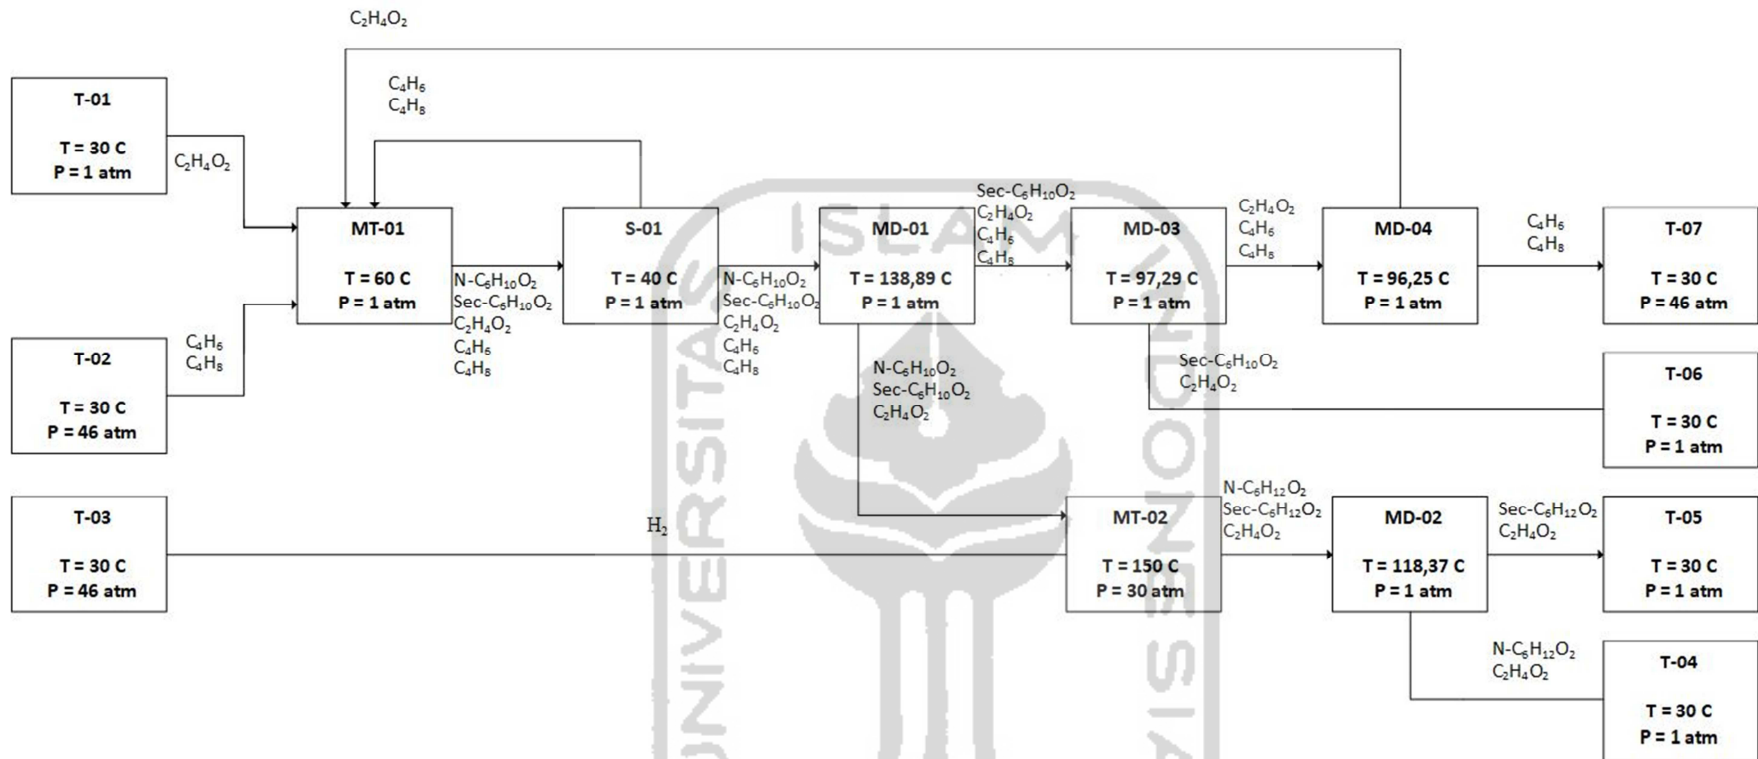 C₂H₄O₂
C₄H₆
C₄H₈
T-01
T = 30 C
P = 1 atm
C₂H₄O₂
MT-01
T = 60 C
P = 1 atm
N-C₆H₁₀O₂
Sec-C₆H₁₀O₂
C₂H₄O₂
C₄H₆
C₄H₈
S-01
T = 40 C
P = 1 atm
N-C₆H₁₀O₂
Sec-C₆H₁₀O₂
C₂H₄O₂
C₄H₆
C₄H₈
MD-01
T = 138,89 C
P = 1 atm
Sec-C₆H₁₀O₂
C₂H₄O₂
C₄H₆
C₄H₈
MD-03
T = 97,29 C
P = 1 atm
C₂H₄O₂
C₄H₆
C₄H₈
MD-04
T = 96,25 C
P = 1 atm
C₄H₆
C₄H₈
T-07
T = 30 C
P = 46 atm
T-02
T = 30 C
P = 46 atm
C₄H₆
C₄H₈
N-C₆H₁₀O₂
Sec-C₆H₁₀O₂
C₂H₄O₂
Sec-C₆H₁₀O₂
C₂H₄O₂
T-06
T = 30 C
P = 1 atm
T-03
T = 30 C
P = 46 atm
H₂
MT-02
T = 150 C
P = 30 atm
N-C₆H₁₂O₂
Sec-C₆H₁₂O₂
C₂H₄O₂
MD-02
T = 118,37 C
P = 1 atm
Sec-C₆H₁₂O₂
C₂H₄O₂
T-05
T = 30 C
P = 1 atm
N-C₆H₁₂O₂
C₂H₄O₂
T-04
T = 30 C
P = 1 atm
UNIVERSITAS
ISLAM
INDONESIA